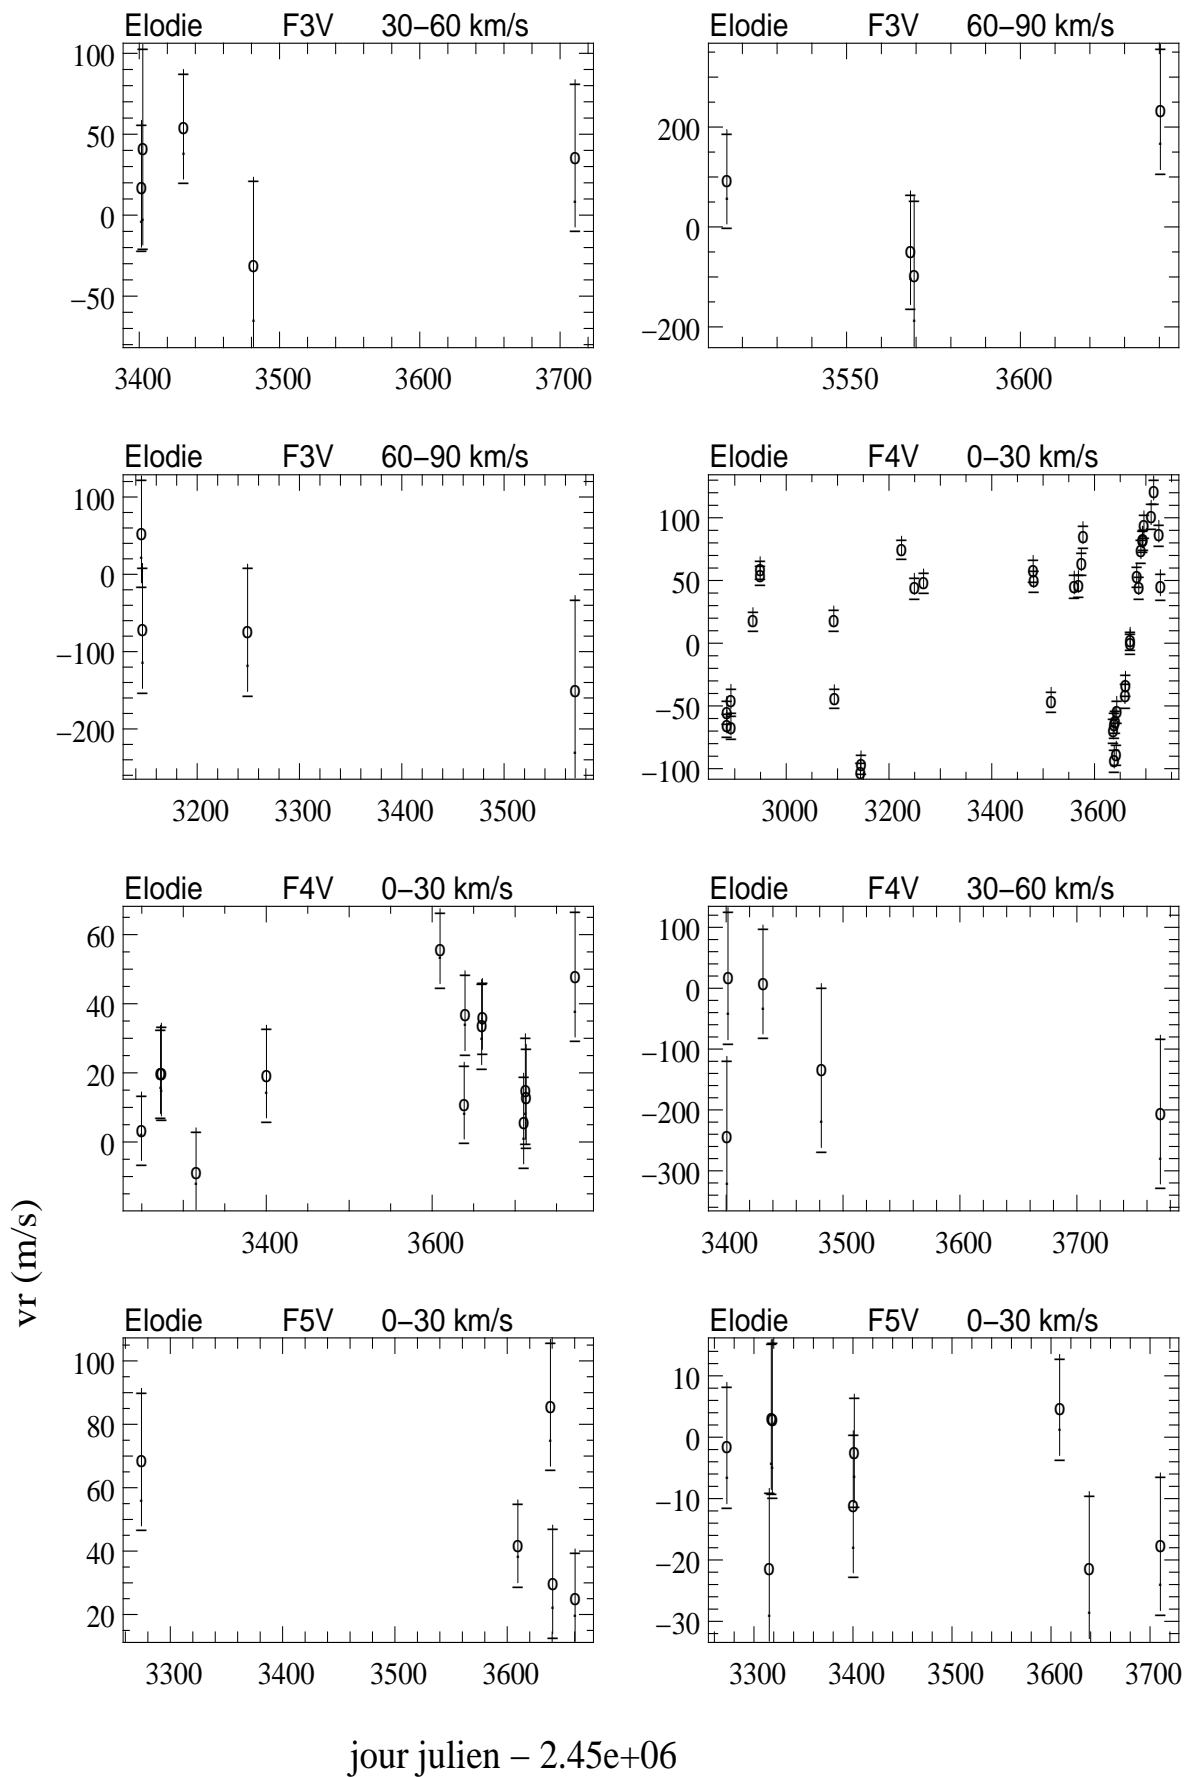 Elodie F3V 30−60 km/s
100
50
0
−50
3400 3500 3600 3700
Elodie F3V 60−90 km/s
200
0
−200
3550 3600
Elodie F3V 60−90 km/s
100
0
−100
−200
3200 3300 3400 3500
Elodie F4V 0−30 km/s
100
50
0
−50
−100
3000 3200 3400 3600
Elodie F4V 0−30 km/s
60
40
20
0
3400 3600
Elodie F4V 30−60 km/s
100
0
−100
−200
−300
3400 3500 3600 3700
vr (m/s)
Elodie F5V 0−30 km/s
100
80
60
40
20
3300 3400 3500 3600
Elodie F5V 0−30 km/s
10
0
−10
−20
−30
3300 3400 3500 3600 3700
jour julien − 2.45e+06